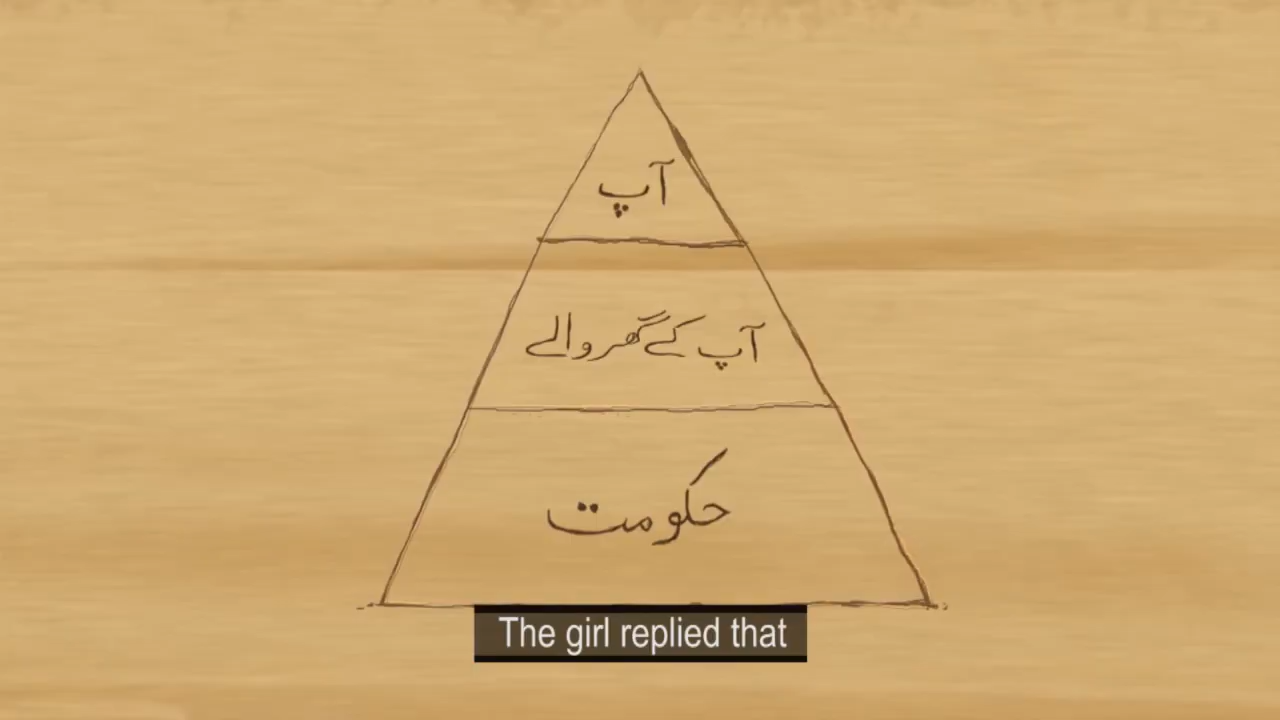 آپ
آپ کے گھر والے
حکومت
The girl replied that